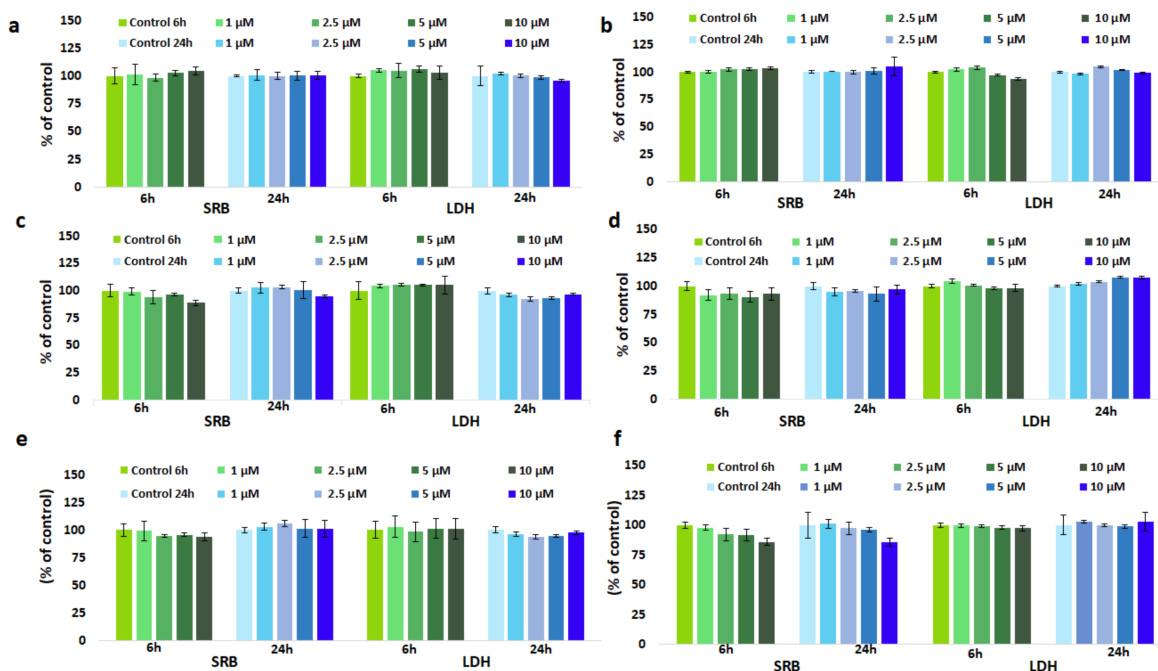 a
150
125
100
75
50
25
0
% of control
Control 6h 1 µM 2.5 µM 5 µM 10 µM
Control 24h 1 µM 2.5 µM 5 µM 10 µM
6h 24h 6h 24h
SRB LDH
b
150
125
100
75
50
25
0
% of control
Control 6h 1 µM 2.5 µM 5 µM 10 µM
Control 24h 1 µM 2.5 µM 5 µM 10 µM
6h 24h 6h 24h
SRB LDH
c
150
125
100
75
50
25
0
% of control
Control 6h 1 µM 2.5 µM 5 µM 10 µM
Control 24h 1 µM 2.5 µM 5 µM 10 µM
6h 24h 6h 24h
SRB LDH
d
150
125
100
75
50
25
0
% of control
Control 6h 1 µM 2.5 µM 5 µM 10 µM
Control 24h 1 µM 2.5 µM 5 µM 10 µM
6h 24h 6h 24h
SRB LDH
e
150
125
100
75
50
25
0
(% of control)
Control 6h 1 µM 2.5 µM 5 µM 10 µM
Control 24h 1 µM 2.5 µM 5 µM 10 µM
6h 24h 6h 24h
SRB LDH
f
150
125
100
75
50
25
0
(% of control)
Control 6h 1 µM 2.5 µM 5 µM 10 µM
Control 24h 1 µM 2.5 µM 5 µM 10 µM
6h 24h 6h 24h
SRB LDH